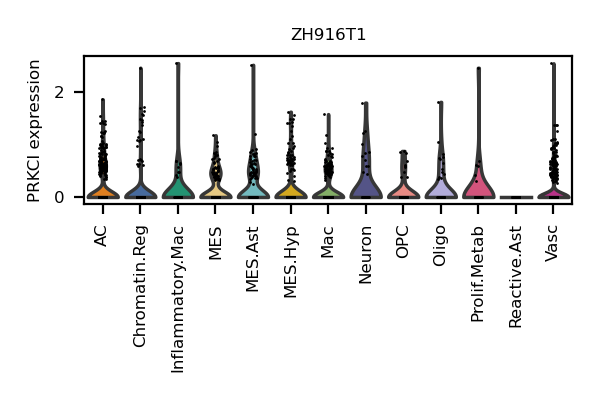 ZH916T1
PRKCI expression
2
0
AC
Chromatin.Reg
Inflammatory.Mac
MES
MES.Ast
MES.Hyp
Mac
Neuron
OPC
Oligo
Prolif.Metab
Reactive.Ast
Vasc